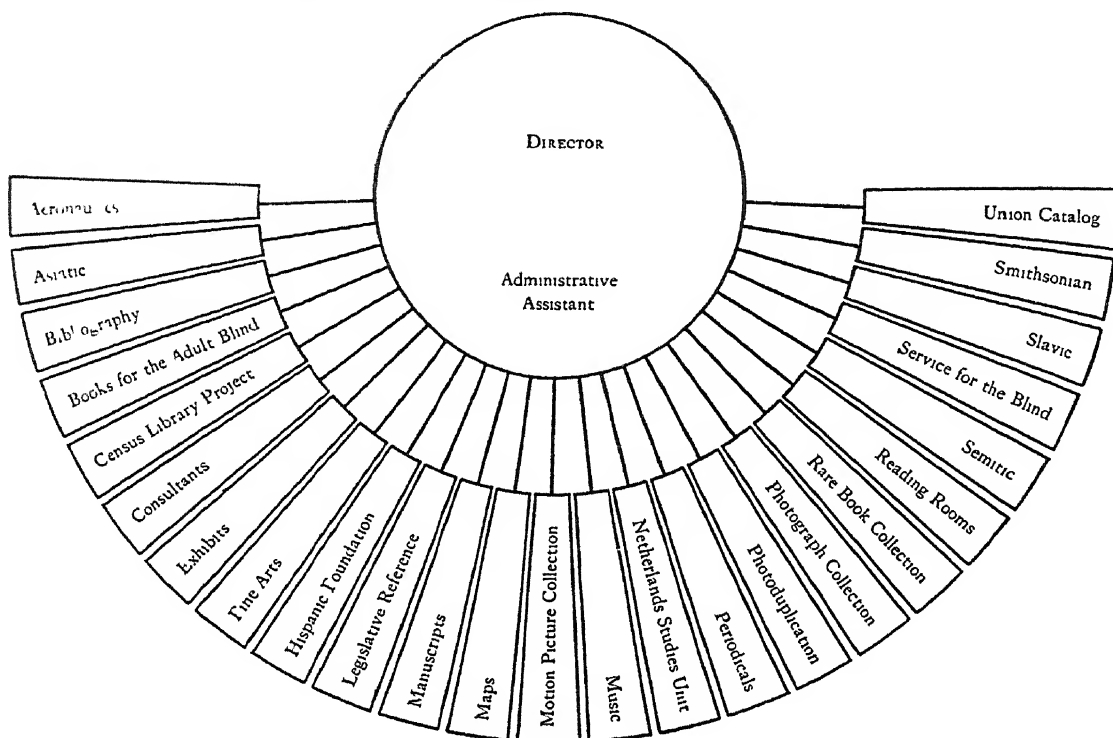 DIRECTOR
Administrative
Assistant
Aeronautics
Asiatic
Bibliography
Books for the Adult Blind
Census Library Project
Consultants
Exhibits
Fine Arts
Hispanic Foundation
Legislative Reference
Manuscripts
Maps
Motion Picture Collection
Music
Netherlands Studies Unit
Periodicals
Photoduplication
Photograph Collection
Rare Book Collection
Reading Rooms
Semitic
Service for the Blind
Slavic
Smithsonian
Union Catalog